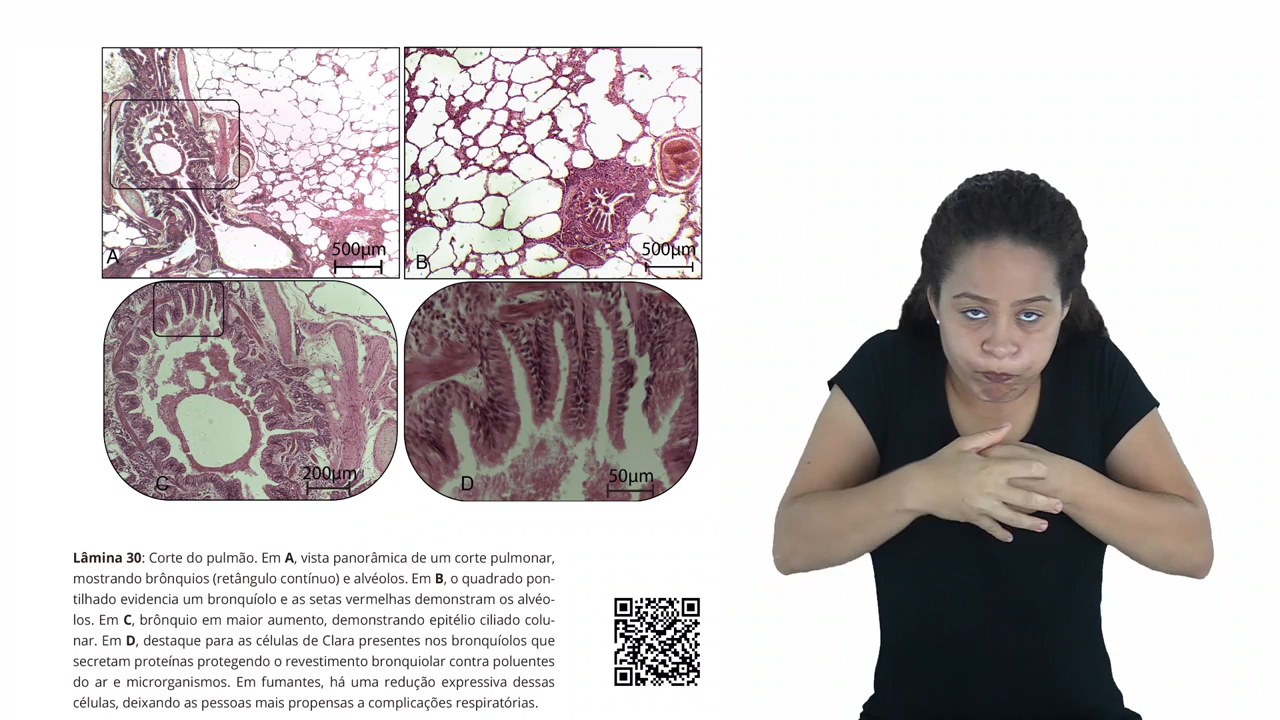 A
500μm
B
500μm
C
200μm
D
50μm
Lâmina 30: Corte do pulmão. Em A, vista panorâmica de um corte pulmonar,
mostrando brônquios (retângulo contínuo) e alvéolos. Em B, o quadrado pon-
tilhado evidencia um bronquíolo e as setas vermelhas demonstram os alvéo-
los. Em C, brônquio em maior aumento, demonstrando epitélio ciliado colu-
nar. Em D, destaque para as células de Clara presentes nos bronquíolos que
secretam proteínas protegendo o revestimento bronquiolar contra poluentes
do ar e microrganismos. Em fumantes, há uma redução expressiva dessas
células, deixando as pessoas mais propensas a complicações respiratórias.